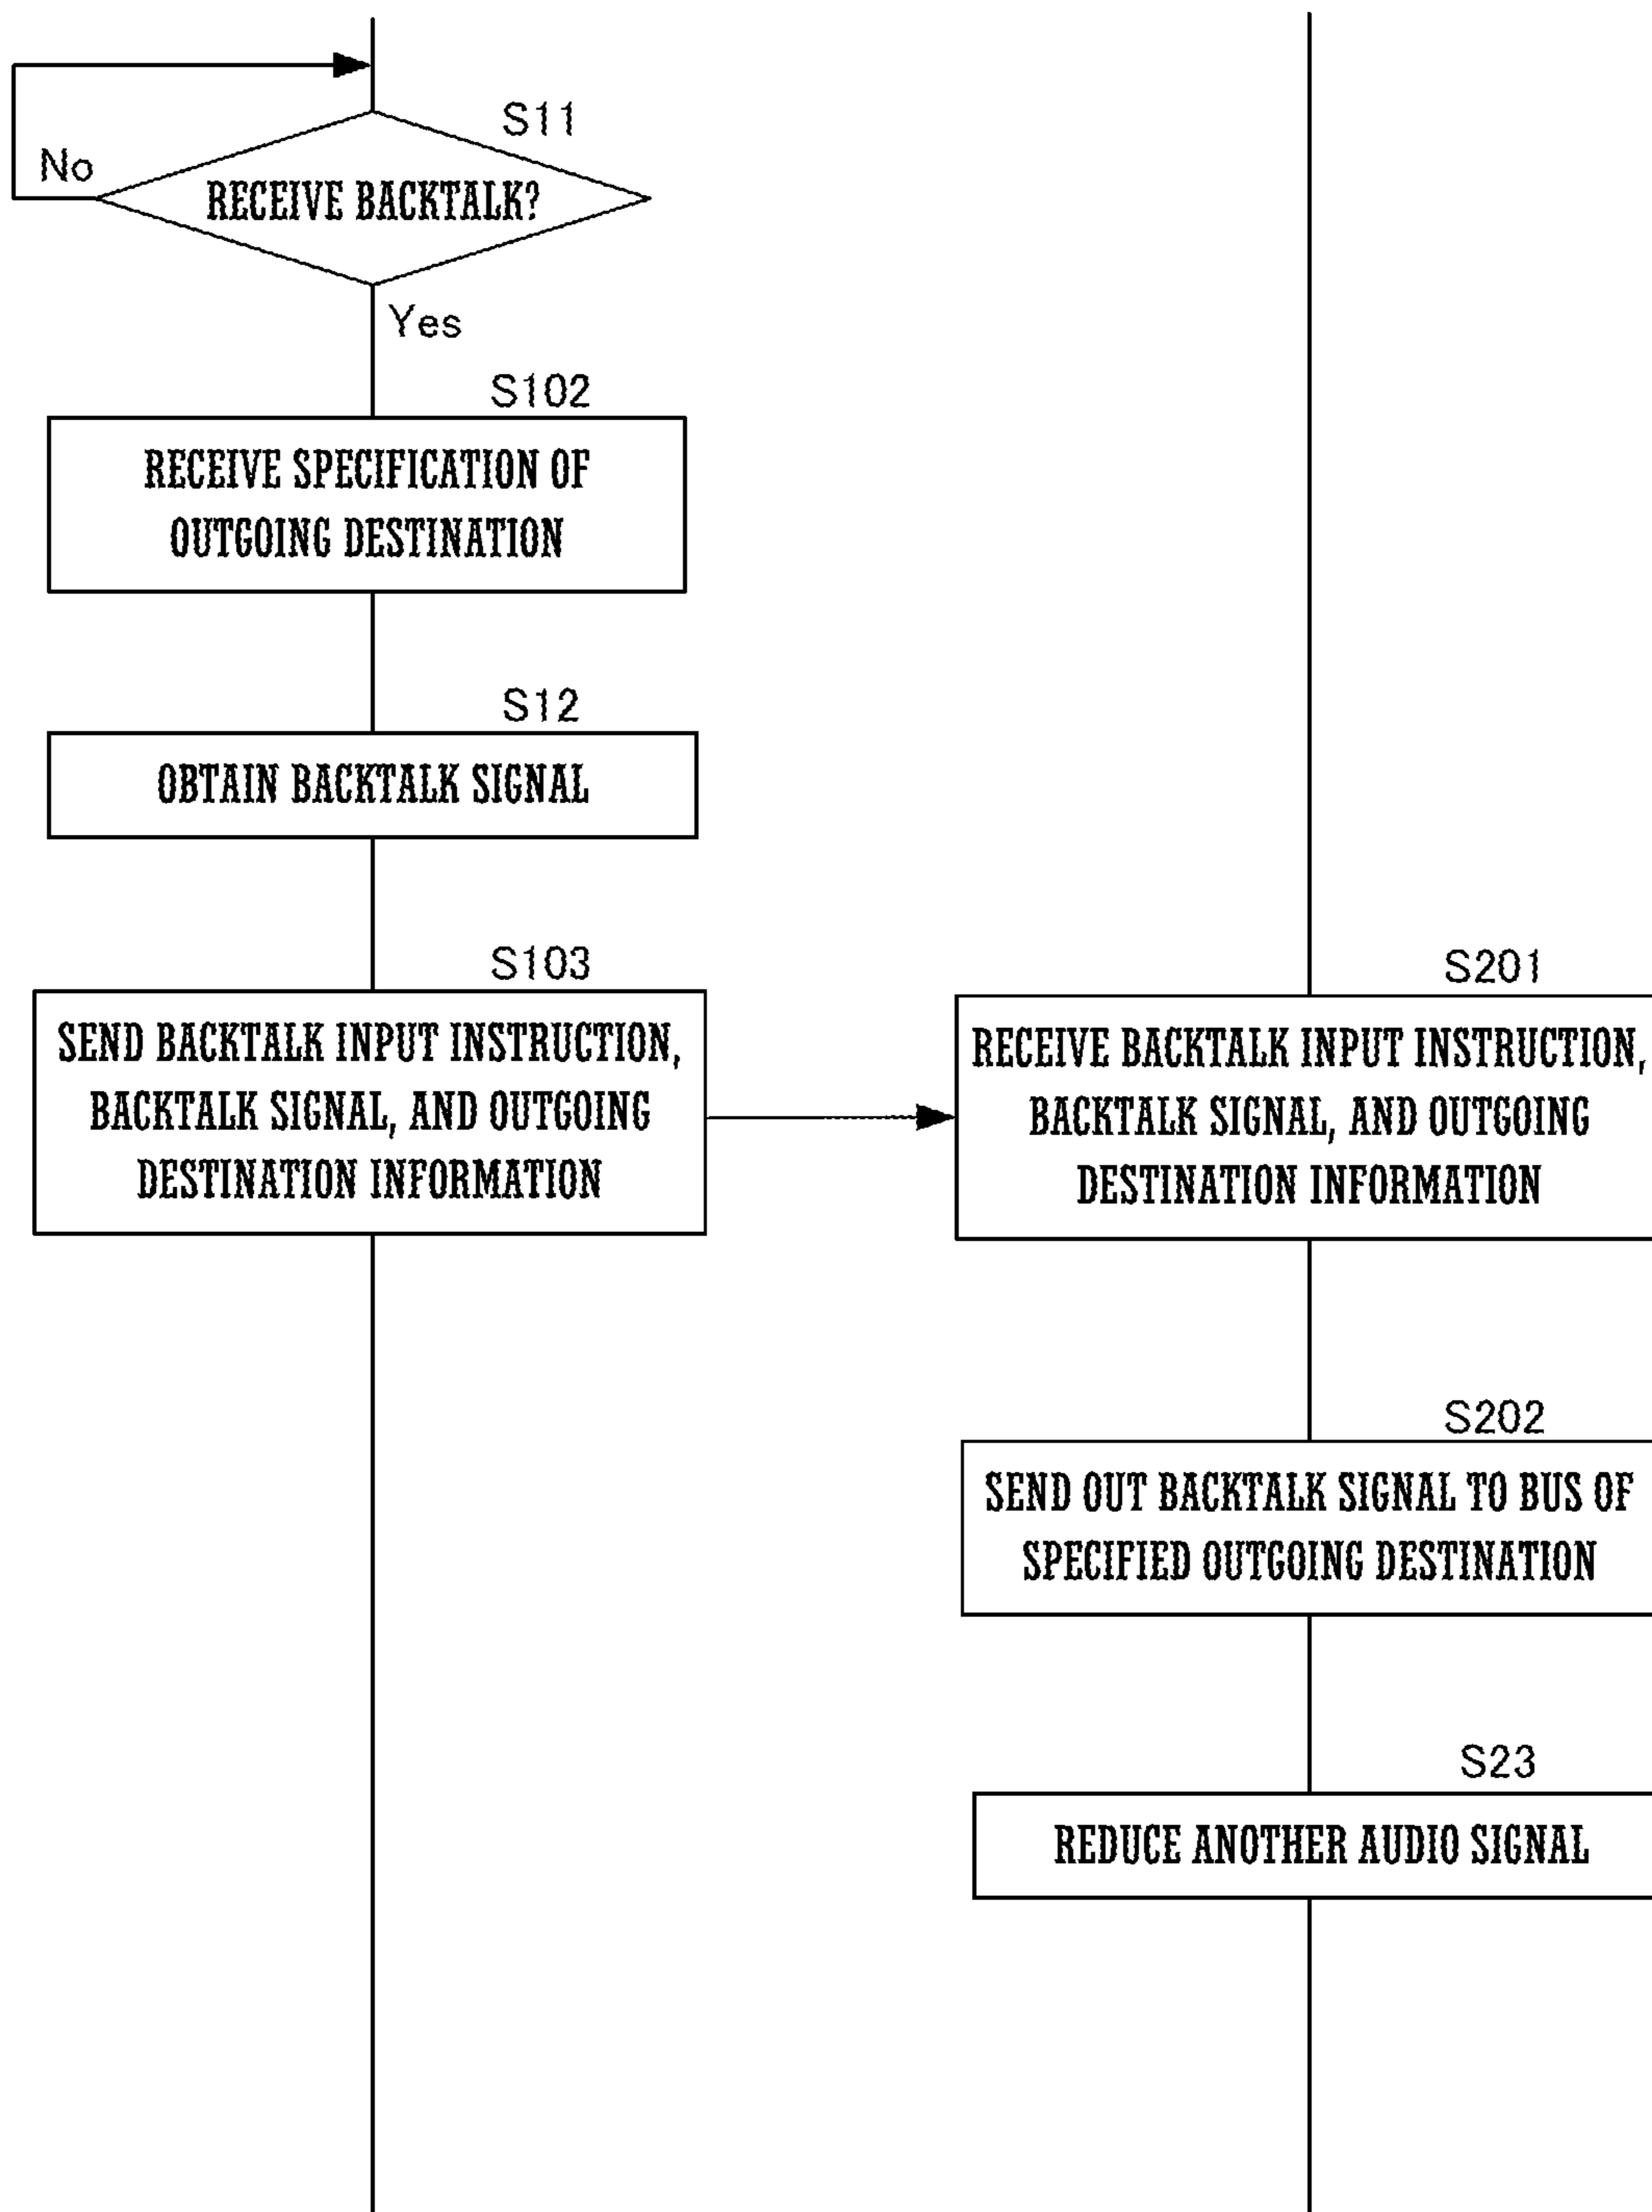 S11
No
RECEIVE BACKTALK?
Yes
S102
RECEIVE SPECIFICATION OF
OUTGOING DESTINATION
S12
OBTAIN BACKTALK SIGNAL
S103
SEND BACKTALK INPUT INSTRUCTION,
BACKTALK SIGNAL, AND OUTGOING
DESTINATION INFORMATION
S201
RECEIVE BACKTALK INPUT INSTRUCTION,
BACKTALK SIGNAL, AND OUTGOING
DESTINATION INFORMATION
S202
SEND OUT BACKTALK SIGNAL TO BUS OF
SPECIFIED OUTGOING DESTINATION
S23
REDUCE ANOTHER AUDIO SIGNAL